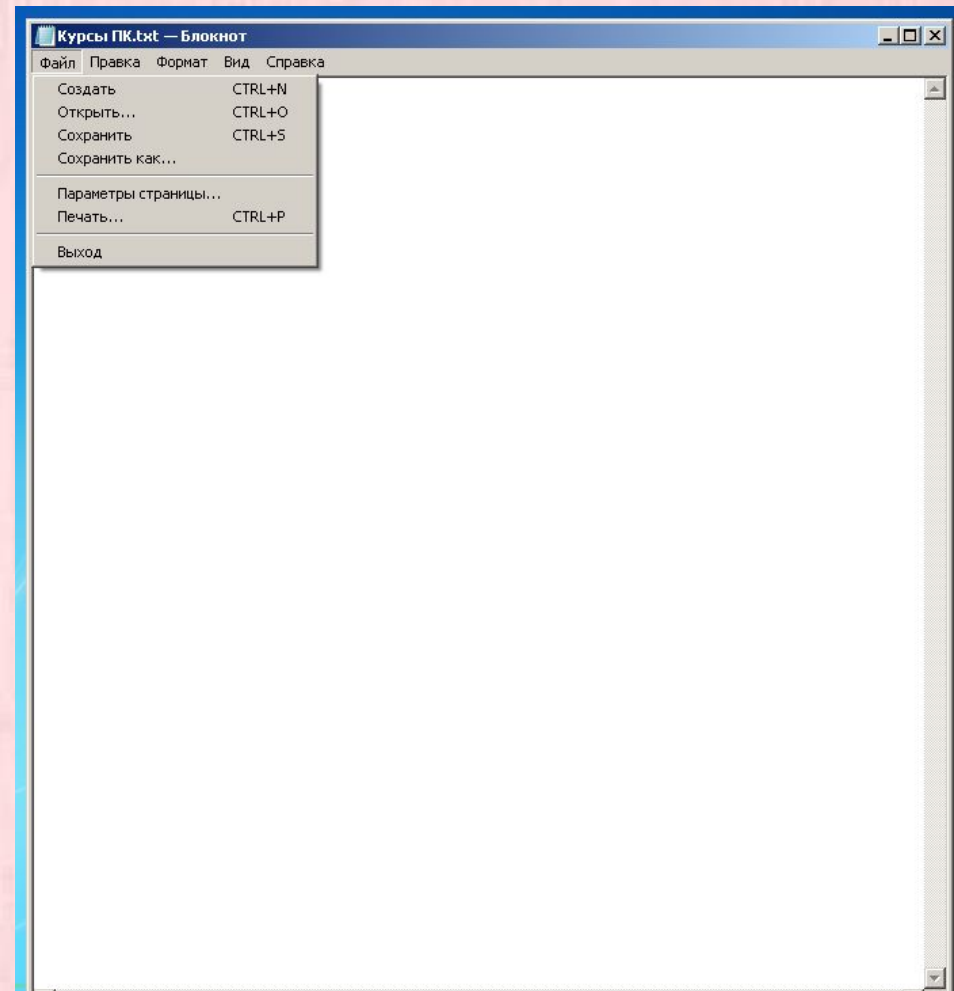 Курсы ПК.txt — Блокнот
Файл Правка Формат Вид Справка
Создать CTRL+N
Открыть... CTRL+O
Сохранить CTRL+S
Сохранить как...
Параметры страницы...
Печать... CTRL+P
Выход